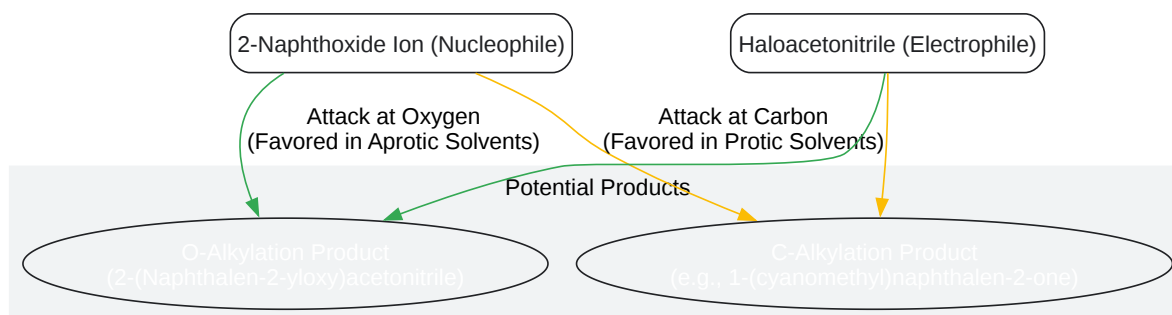 2-Naphthoxide Ion (Nucleophile)
Haloacetonitrile (Electrophile)
Attack at Oxygen
(Favored in Aprotic Solvents)
Attack at Carbon
(Favored in Protic Solvents)
Potential Products
O-Alkylation Product
(2-(Naphthalen-2-yloxy)acetonitrile)
C-Alkylation Product
(e.g., 1-(cyanomethyl)naphthalen-2-one)